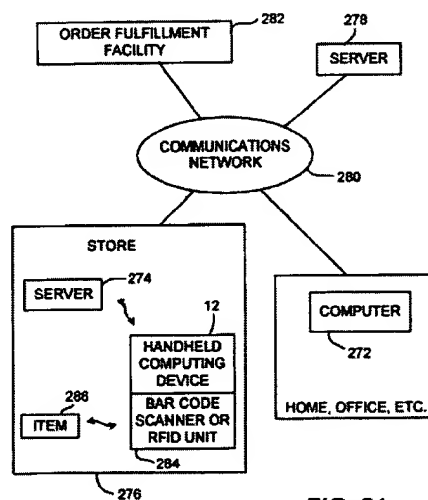 ORDER FULFILLMENT
FACILITY
282
278
SERVER
COMMUNICATIONS
NETWORK
280
STORE
SERVER
274
12
HANDHELD
COMPUTING
DEVICE
BAR CODE
SCANNER OR
RFID UNIT
286
ITEM
284
276
COMPUTER
272
HOME, OFFICE, ETC.